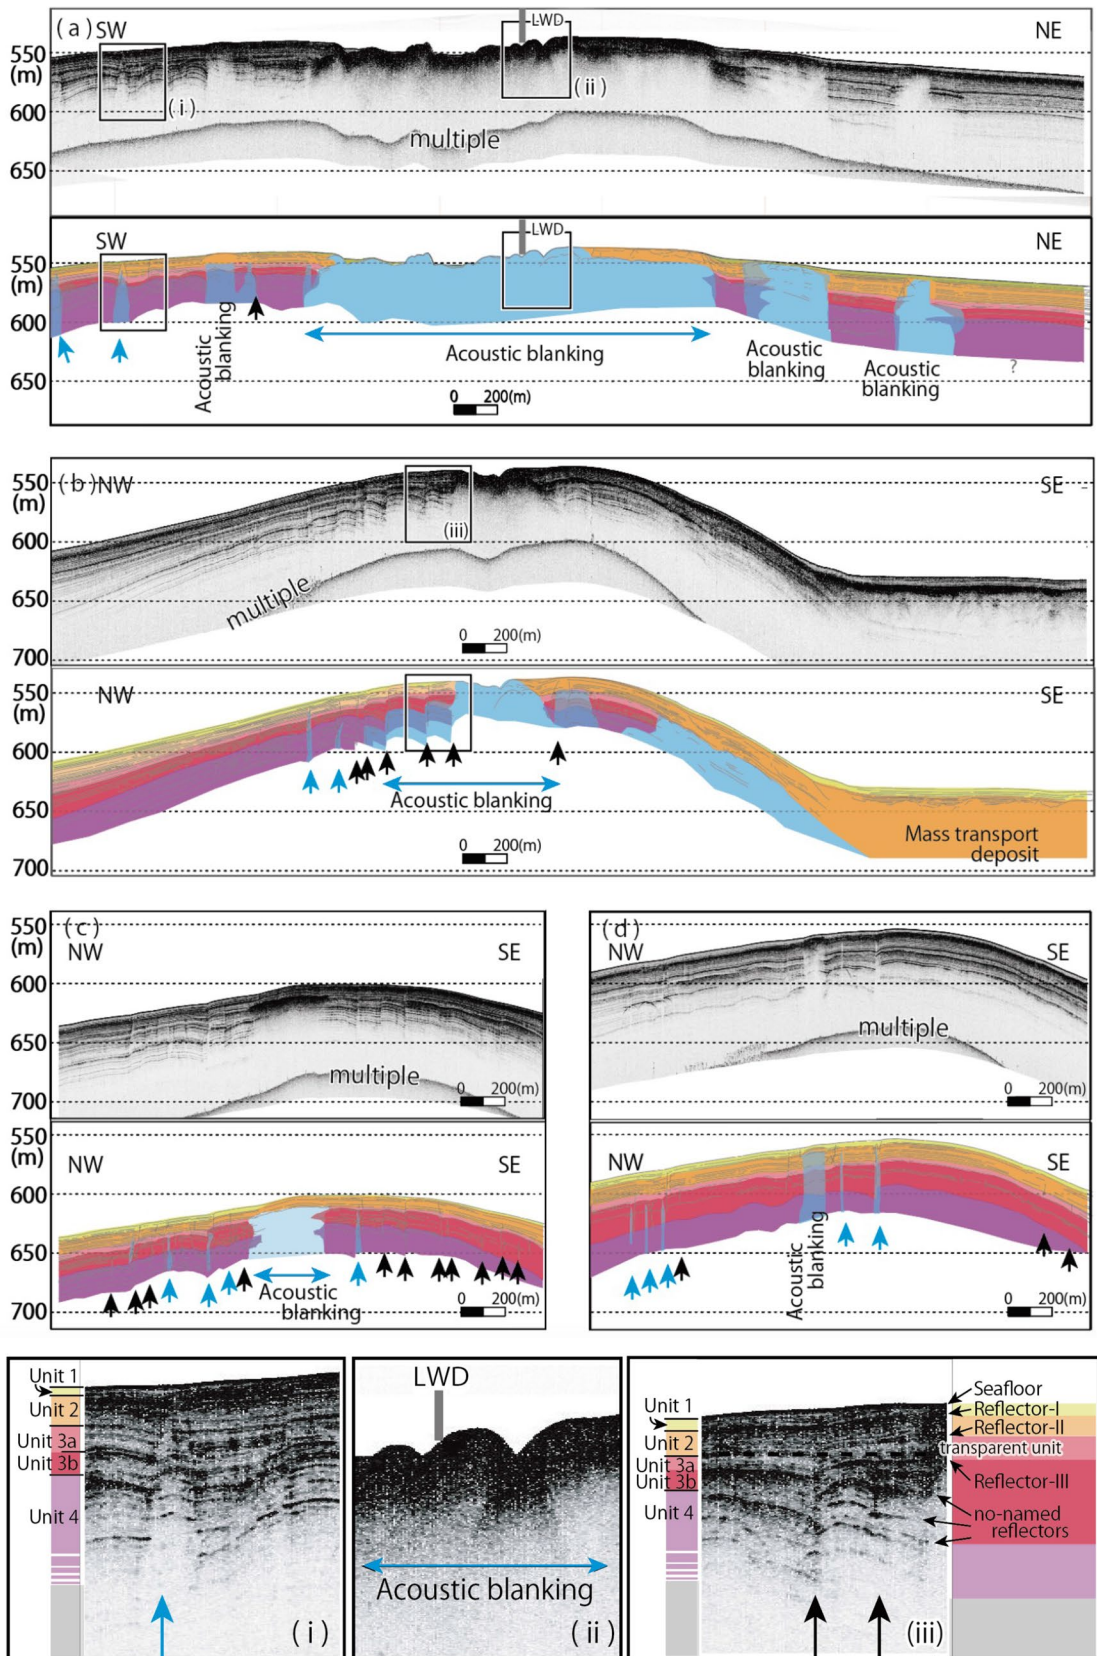 (a)
SW
LWD
NE
550
(m)
600
650
(i)
(ii)
multiple
SW
LWD
NE
550
(m)
600
650
Acoustic
blanking
Acoustic blanking
Acoustic
blanking
Acoustic
blanking
?
0 200(m)
(b)
NW
SE
550
(m)
600
650
700
(iii)
multiple
0 200(m)
NW
SE
550
(m)
600
650
700
Acoustic blanking
Mass transport
deposit
0 200(m)
(c)
NW
SE
550
(m)
600
650
700
multiple
0 200(m)
NW
SE
550
(m)
600
650
700
Acoustic
blanking
0 200(m)
(d)
NW
SE
multiple
0 200(m)
NW
SE
Acoustic
blanking
0 200(m)
Unit 1
Unit 2
Unit 3a
Unit 3b
Unit 4
(i)
LWD
Acoustic blanking
(ii)
Unit 1
Unit 2
Unit 3a
Unit 3b
Unit 4
Seafloor
Reflector-I
Reflector-II
transparent unit
Reflector-III
no-named
reflectors
(iii)